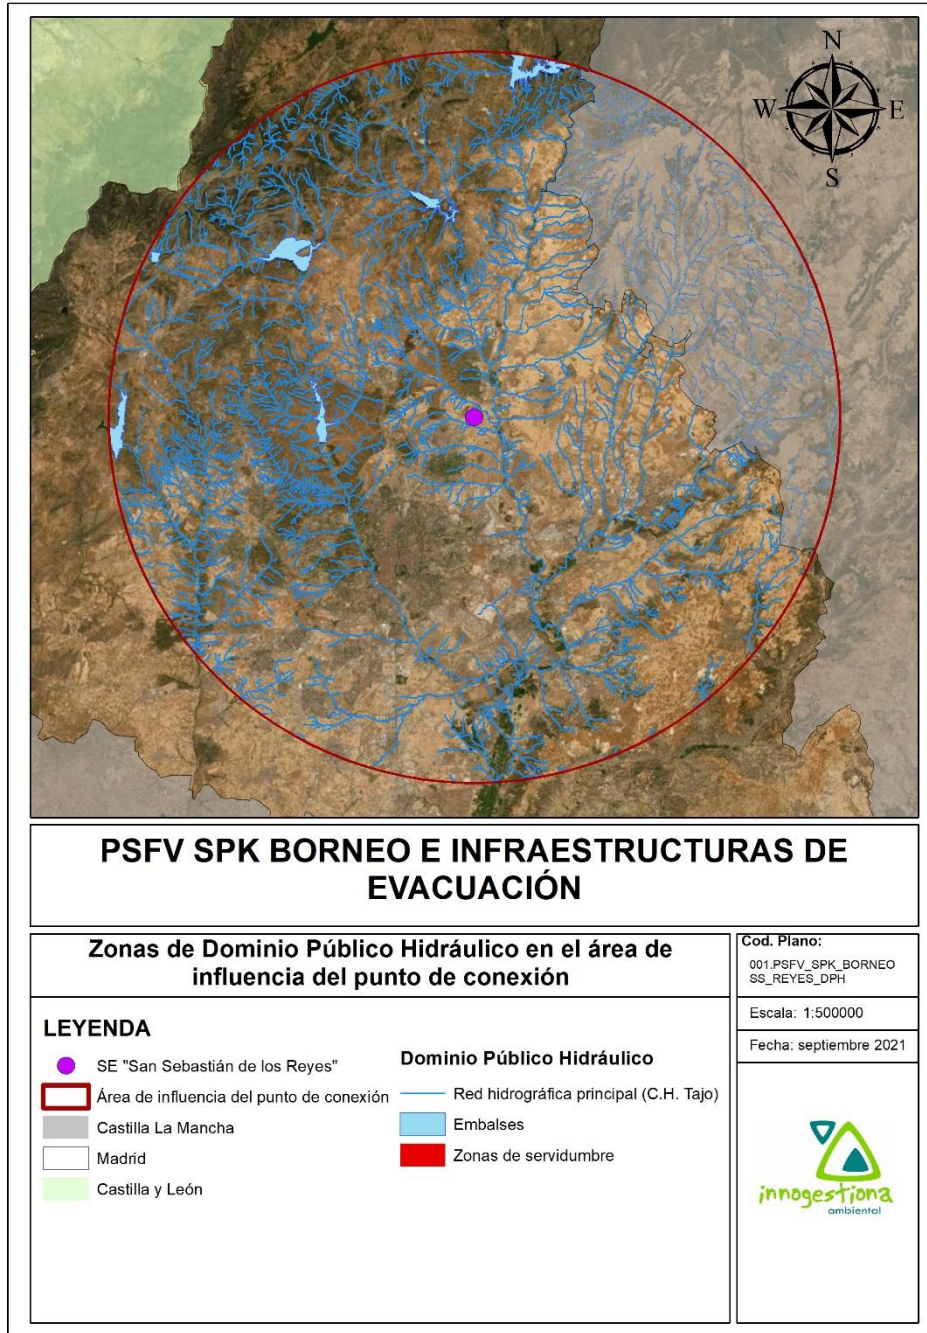 N
W
E
S
PSFV SPK BORNEO E INFRAESTRUCTURAS DE
EVACUACIÓN
Zonas de Dominio Público Hidráulico en el área de
influencia del punto de conexión
Cod. Plano:
001.PSFV_SPK_BORNEO
SS_REYES_DPH
Escala: 1:500000
Fecha: septiembre 2021
LEYENDA
SE "San Sebastián de los Reyes"
Área de influencia del punto de conexión
Castilla La Mancha
Madrid
Castilla y León
Dominio Público Hidráulico
Red hidrográfica principal (C.H. Tajo)
Embalses
Zonas de servidumbre
innogestiona
ambiental